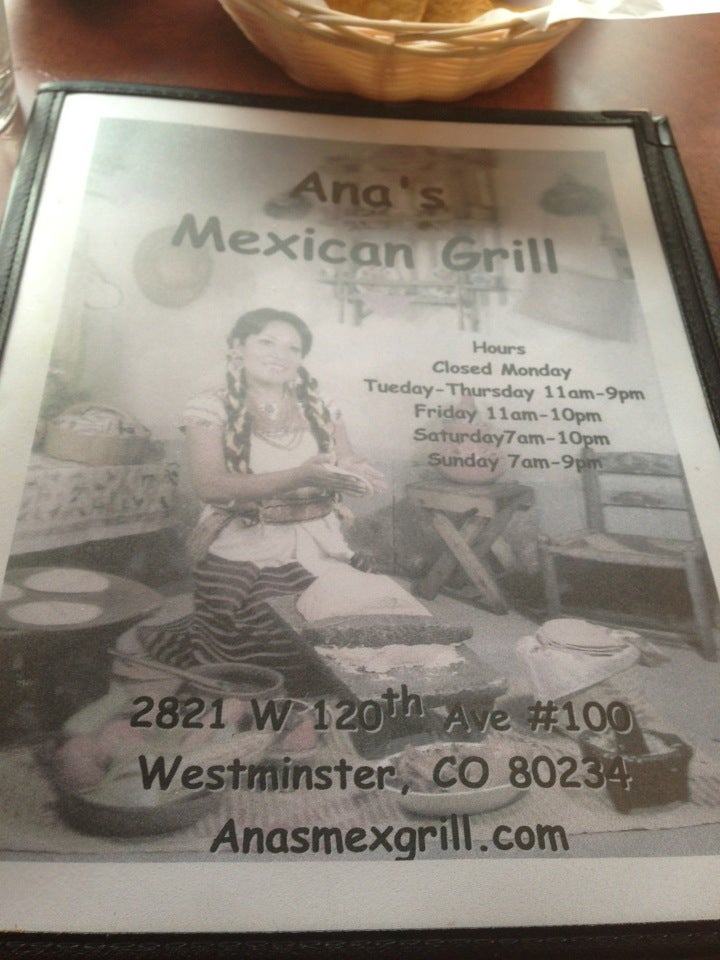 Ana's
Mexican Grill
Hours
Closed Monday
Tueday-Thursday 11am-9pm
Friday 11am-10pm
Saturday7am-10pm
Sunday 7am-9pm
2821 W 120th Ave #100
Westminster, CO 80234
Anasmexgrill.com